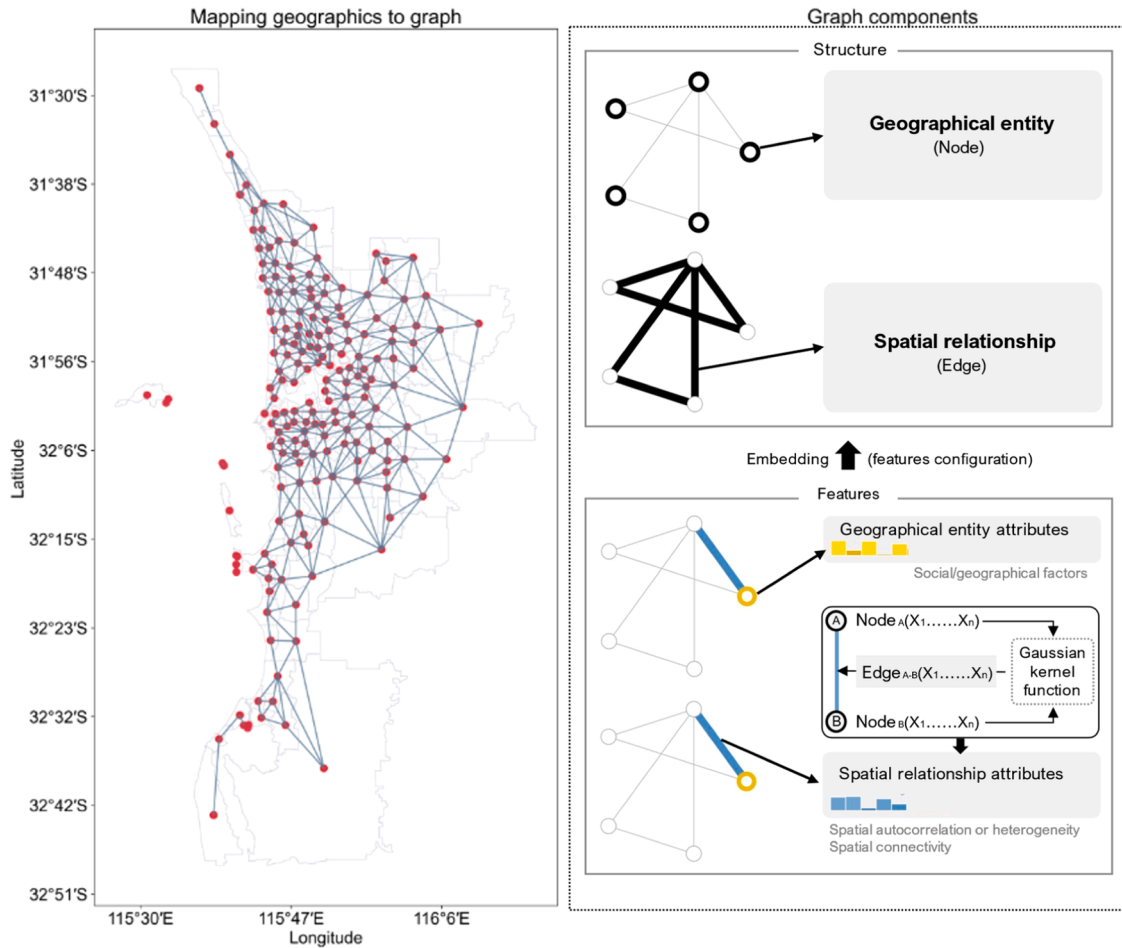 Mapping geographics to graph
31°30'S
31°38'S
31°48'S
31°56'S
32°6'S
32°15'S
32°23'S
32°32'S
32°42'S
32°51'S
Latitude
115°30'E
115°47'E
116°6'E
Longitude
Graph components
Structure
Geographical entity
(Node)
Spatial relationship
(Edge)
Embedding
(features configuration)
Features
Geographical entity attributes
Social/geographical factors
A
Node A(X1......Xn)
Edge A-B(X1......Xn)
Gaussian
kernel
function
B
Node B(X1......Xn)
Spatial relationship attributes
Spatial autocorrelation or heterogeneity
Spatial connectivity